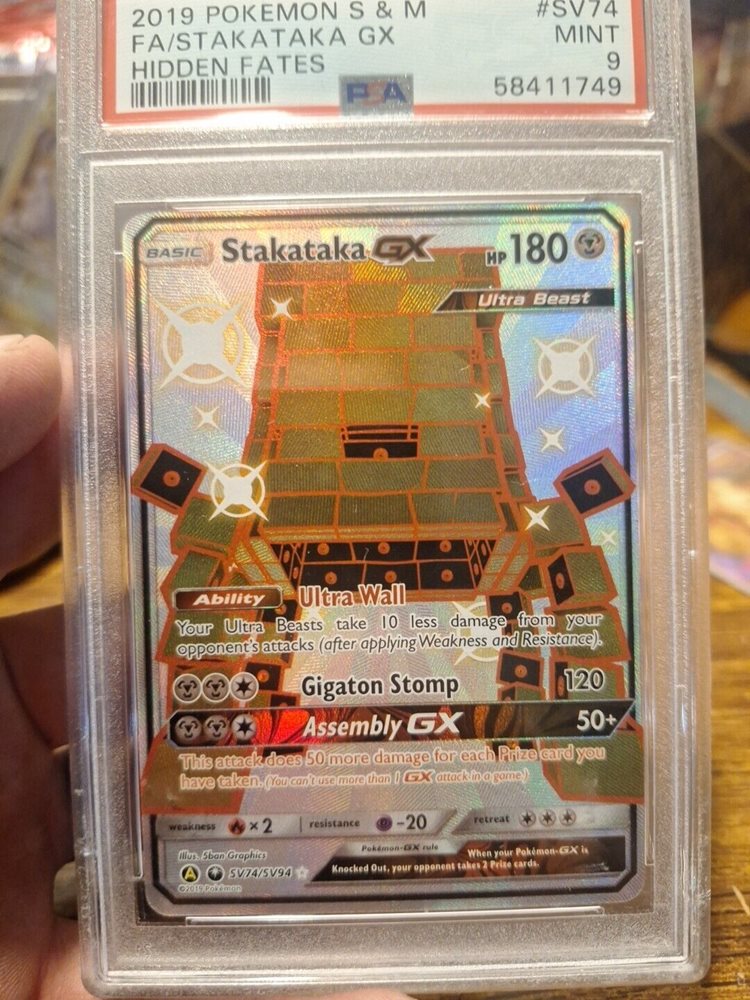 2019 POKEMON S & M #SV74
FA/STAKATAKA GX MINT
HIDDEN FATES 9
PSA 58411749
BASIC Stakataka GX HP 180
Ultra Beast
Ability Ultra Wall
Your Ultra Beasts take 10 less damage from your
opponent's attacks (after applying Weakness and Resistance).
Gigaton Stomp 120
Assembly GX 50+
This attack does 50 more damage for each Prize card you
have taken. (You can't use more than 1 GX attack in a game.)
weakness × 2 resistance -20 retreat
Illus. 5ban Graphics Pokémon-GX rule When your Pokémon-GX is
Knocked Out, your opponent takes 2 Prize cards.
A SV74/SV94
©2019 Pokémon